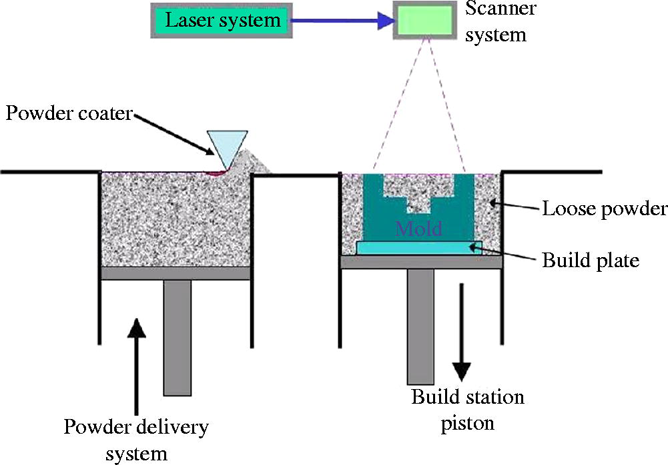 Laser system
Scanner
system
Powder coater
Loose powder
Mold
Build plate
Build station
piston
Powder delivery
system